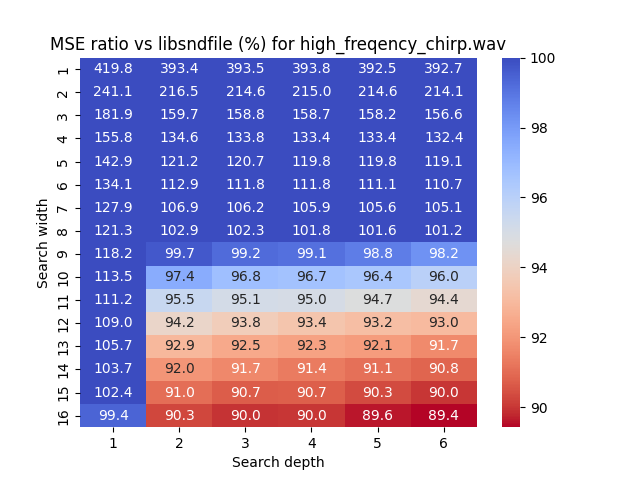 MSE ratio vs libsndfile (%) for high_freqency_chirp.wav
1 419.8 393.4 393.5 393.8 392.5 392.7
2 241.1 216.5 214.6 215.0 214.6 214.1
3 181.9 159.7 158.8 158.7 158.2 156.6
4 155.8 134.6 133.8 133.4 133.4 132.4
5 142.9 121.2 120.7 119.8 119.8 119.1
6 134.1 112.9 111.8 111.8 111.1 110.7
7 127.9 106.9 106.2 105.9 105.6 105.1
8 121.3 102.9 102.3 101.8 101.6 101.2
9 118.2 99.7 99.2 99.1 98.8 98.2
10 113.5 97.4 96.8 96.7 96.4 96.0
11 111.2 95.5 95.1 95.0 94.7 94.4
12 109.0 94.2 93.8 93.4 93.2 93.0
13 105.7 92.9 92.5 92.3 92.1 91.7
14 103.7 92.0 91.7 91.4 91.1 90.8
15 102.4 91.0 90.7 90.7 90.3 90.0
16 99.4 90.3 90.0 90.0 89.6 89.4
1 2 3 4 5 6
Search depth
Search width
100
98
96
94
92
90